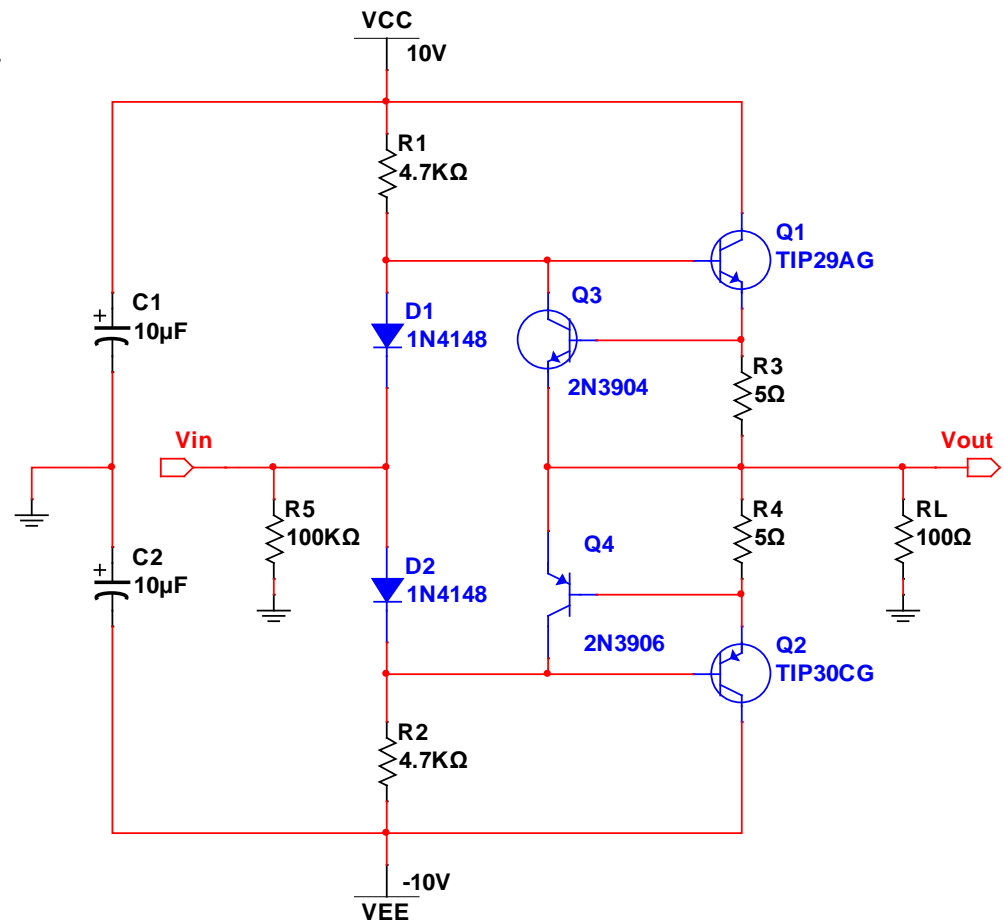 VCC
10V
R1
4.7KΩ
Q1
TIP29AG
Q3
C1
10µF
+
D1
1N4148
2N3904
R3
5Ω
Vin
Vout
R5
100KΩ
R4
5Ω
RL
100Ω
C2
10µF
+
Q4
D2
1N4148
2N3906
Q2
TIP30CG
R2
4.7KΩ
-10V
VEE